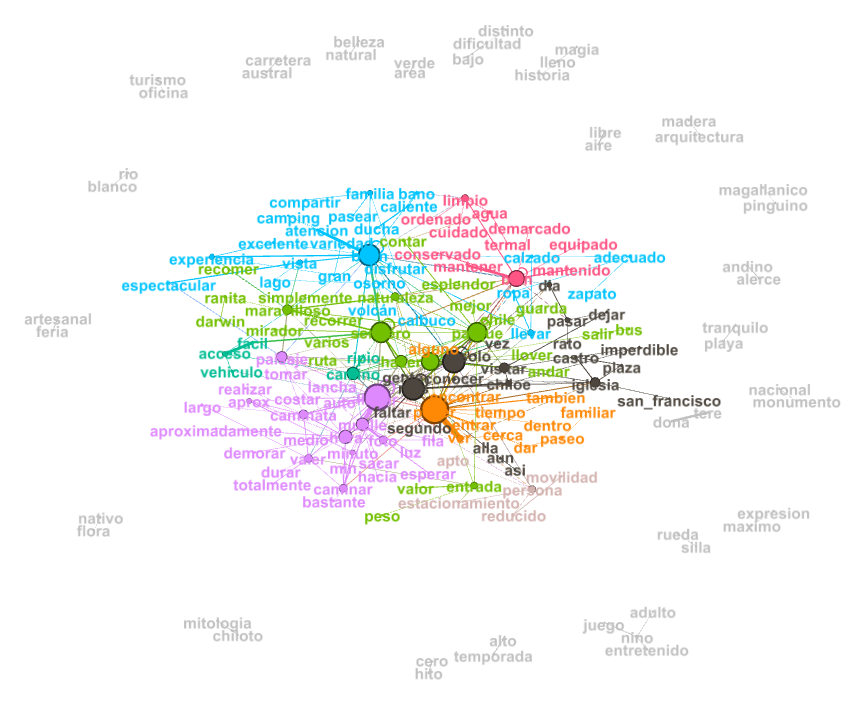 distinto
belleza
dificultad
natural
magia
carretera
verde
bajo
lleno
austral
area
historia
turismo
oficina
madera
libre
arquitectura
aire
rio
blanco
magallanico
pinguino
familia bano
limpio
compartir
caliente
agua
camping
pasear
ordenado
atencion
ducha
cuidado
demarcado
excelente
variedad
contar
termal
equipado
experiencia
vista
conservado
calzado
adecuado
recomer
disfrutar
mantener
mantenido
andino
alerce
espectacular
lago
gran
osorno
esplendor
dia
ranita
simplemente
naturaleza
ropa
zapato
maravilloso
volcán
mejor
guarda
darwin
recorrer
calbuco
chile
pasar
dejar
artesanal
feria
mirador
sendero
llevar
salir
bus
tranquilo
playa
facil
varios
alguno
vez
rato
imperdible
acceso
paisaje
ruta
ripio
hacer
solo
llover
castro
plaza
vehiculo
tomar
camino
visitar
andar
realizar
lancha
conocer
chiloe
iglesia
nacional
monumento
largo
aprox
costar
auto
encontrar
tambien
san_francisco
caminata
faltar
tiempo
familiar
dona
tere
aproximadamente
muelle
segundo
entrar
dentro
medio
hora
foto
fila
ver
cerca
paseo
demorar
valer
minuto
luz
alla
dar
durar
min
sacar
apto
aun
totalmente
hacia
esperar
asi
movilidad
caminar
valor
entrada
persona
bastante
estacionamiento
peso
reducido
nativo
flora
expresion
maximo
rueda
silla
mitologia
chiloto
adulto
juego
nino
entretenido
alto
temporada
cero
hito